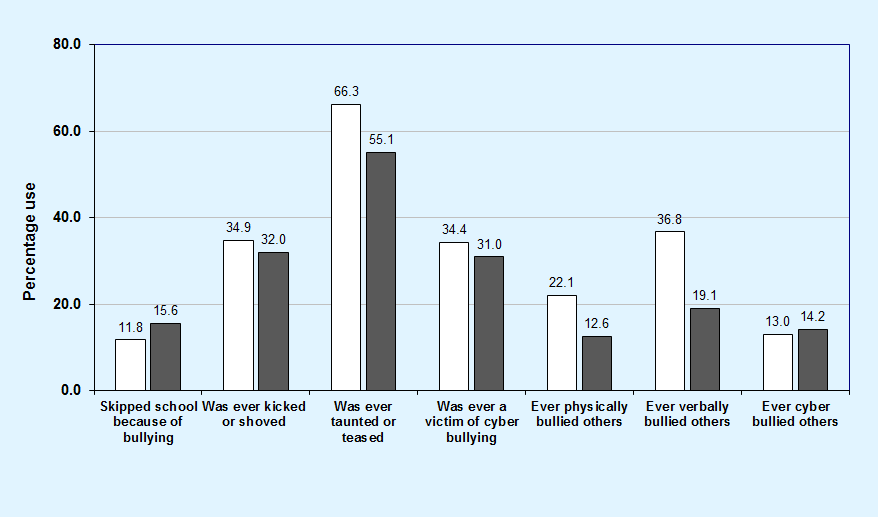 80.0
60.0
40.0
20.0
0.0
Percentage use
11.8
15.6
34.9
32.0
66.3
55.1
34.4
31.0
22.1
12.6
36.8
19.1
13.0
14.2
Skipped school
because of
bullying
Was ever kicked
or shoved
Was ever
taunted or
teased
Was ever a
victim of cyber
bullying
Ever physically
bullied others
Ever verbally
bullied others
Ever cyber
bullied others